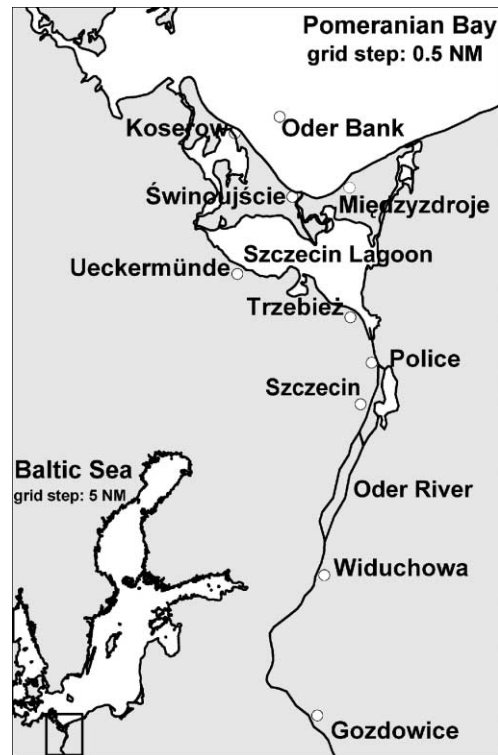 Pomeranian Bay
grid step: 0.5 NM
Koserow
Oder Bank
Świnoujście
Międzyzdroje
Szczecin Lagoon
Ueckermünde
Trzebież
Police
Szczecin
Baltic Sea
grid step: 5 NM
Oder River
Widuchowa
Gozdowice